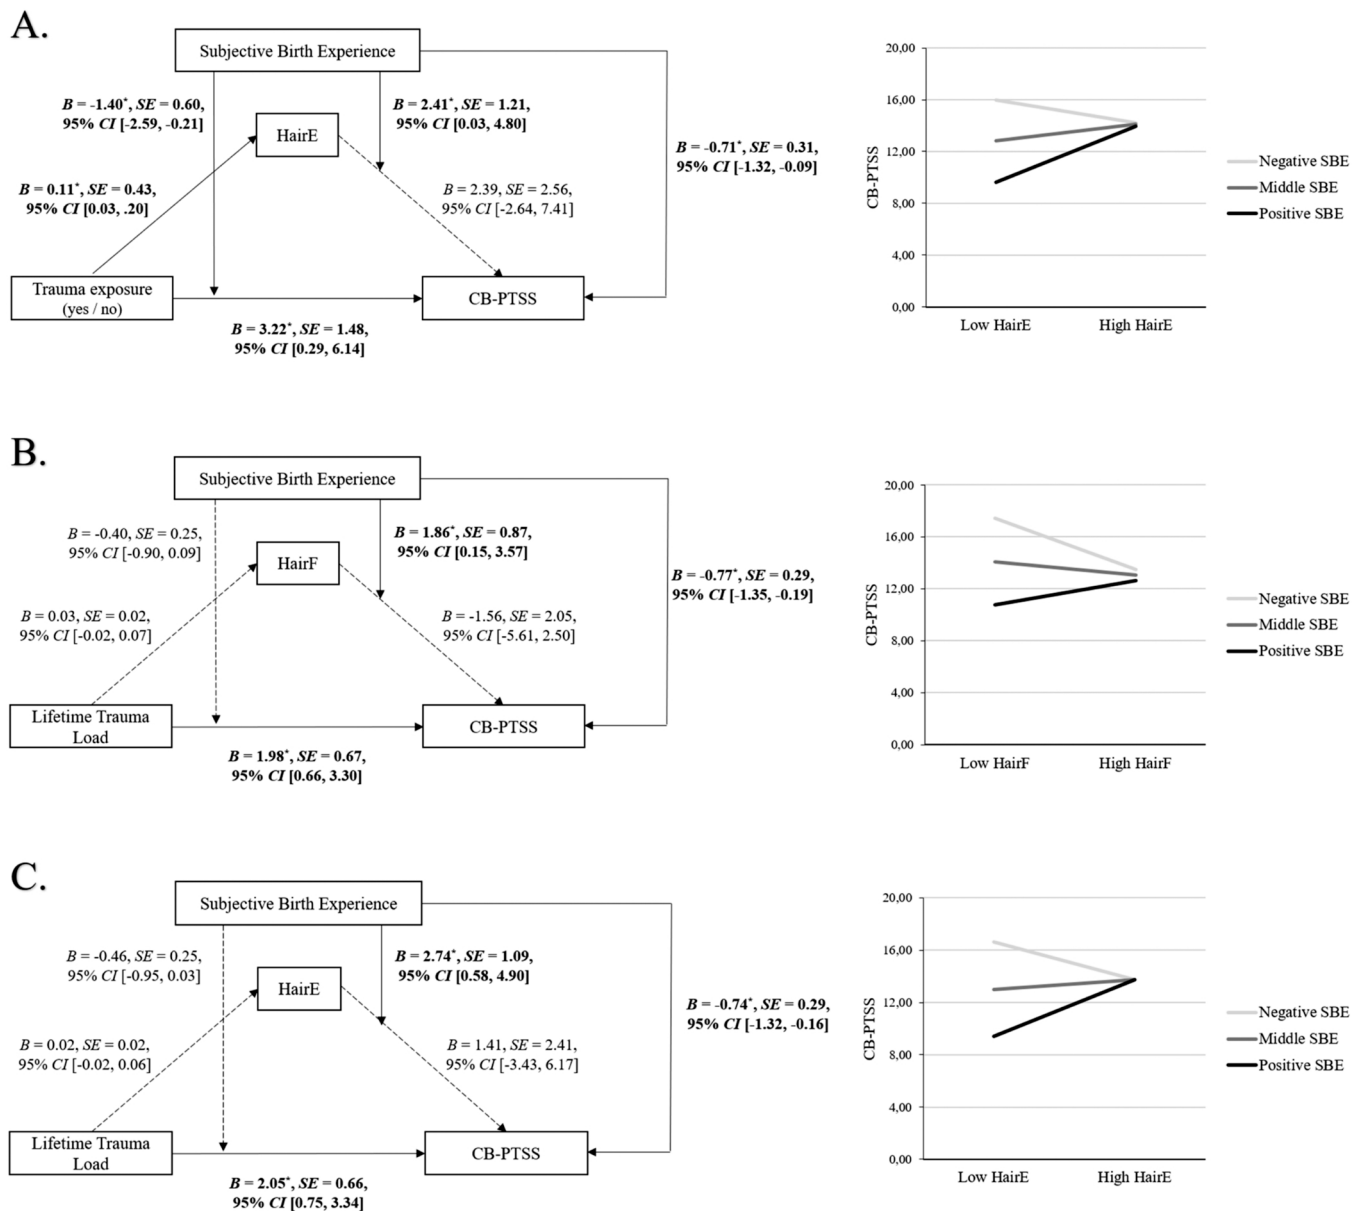 A.
Subjective Birth Experience
B = -1.40*, SE = 0.60,
95% CI [-2.59, -0.21]
B = 2.41*, SE = 1.21,
95% CI [0.03, 4.80]
HairE
B = -0.71*, SE = 0.31,
95% CI [-1.32, -0.09]
B = 0.11*, SE = 0.43,
95% CI [0.03, .20]
B = 2.39, SE = 2.56,
95% CI [-2.64, 7.41]
Trauma exposure
(yes / no)
CB-PTSS
B = 3.22*, SE = 1.48,
95% CI [0.29, 6.14]
20,00
16,00
12,00
8,00
4,00
0,00
CB-PTSS
Low HairE
High HairE
Negative SBE
Middle SBE
Positive SBE
B.
Subjective Birth Experience
B = -0.40, SE = 0.25,
95% CI [-0.90, 0.09]
B = 1.86*, SE = 0.87,
95% CI [0.15, 3.57]
HairF
B = -0.77*, SE = 0.29,
95% CI [-1.35, -0.19]
B = 0.03, SE = 0.02,
95% CI [-0.02, 0.07]
B = -1.56, SE = 2.05,
95% CI [-5.61, 2.50]
Lifetime Trauma
Load
CB-PTSS
B = 1.98*, SE = 0.67,
95% CI [0.66, 3.30]
20,00
16,00
12,00
8,00
4,00
0,00
CB-PTSS
Low HairF
High HairF
Negative SBE
Middle SBE
Positive SBE
C.
Subjective Birth Experience
B = -0.46, SE = 0.25,
95% CI [-0.95, 0.03]
B = 2.74*, SE = 1.09,
95% CI [0.58, 4.90]
HairE
B = -0.74*, SE = 0.29,
95% CI [-1.32, -0.16]
B = 0.02, SE = 0.02,
95% CI [-0.02, 0.06]
B = 1.41, SE = 2.41,
95% CI [-3.43, 6.17]
Lifetime Trauma
Load
CB-PTSS
B = 2.05*, SE = 0.66,
95% CI [0.75, 3.34]
20,00
16,00
12,00
8,00
4,00
0,00
CB-PTSS
Low HairE
High HairE
Negative SBE
Middle SBE
Positive SBE